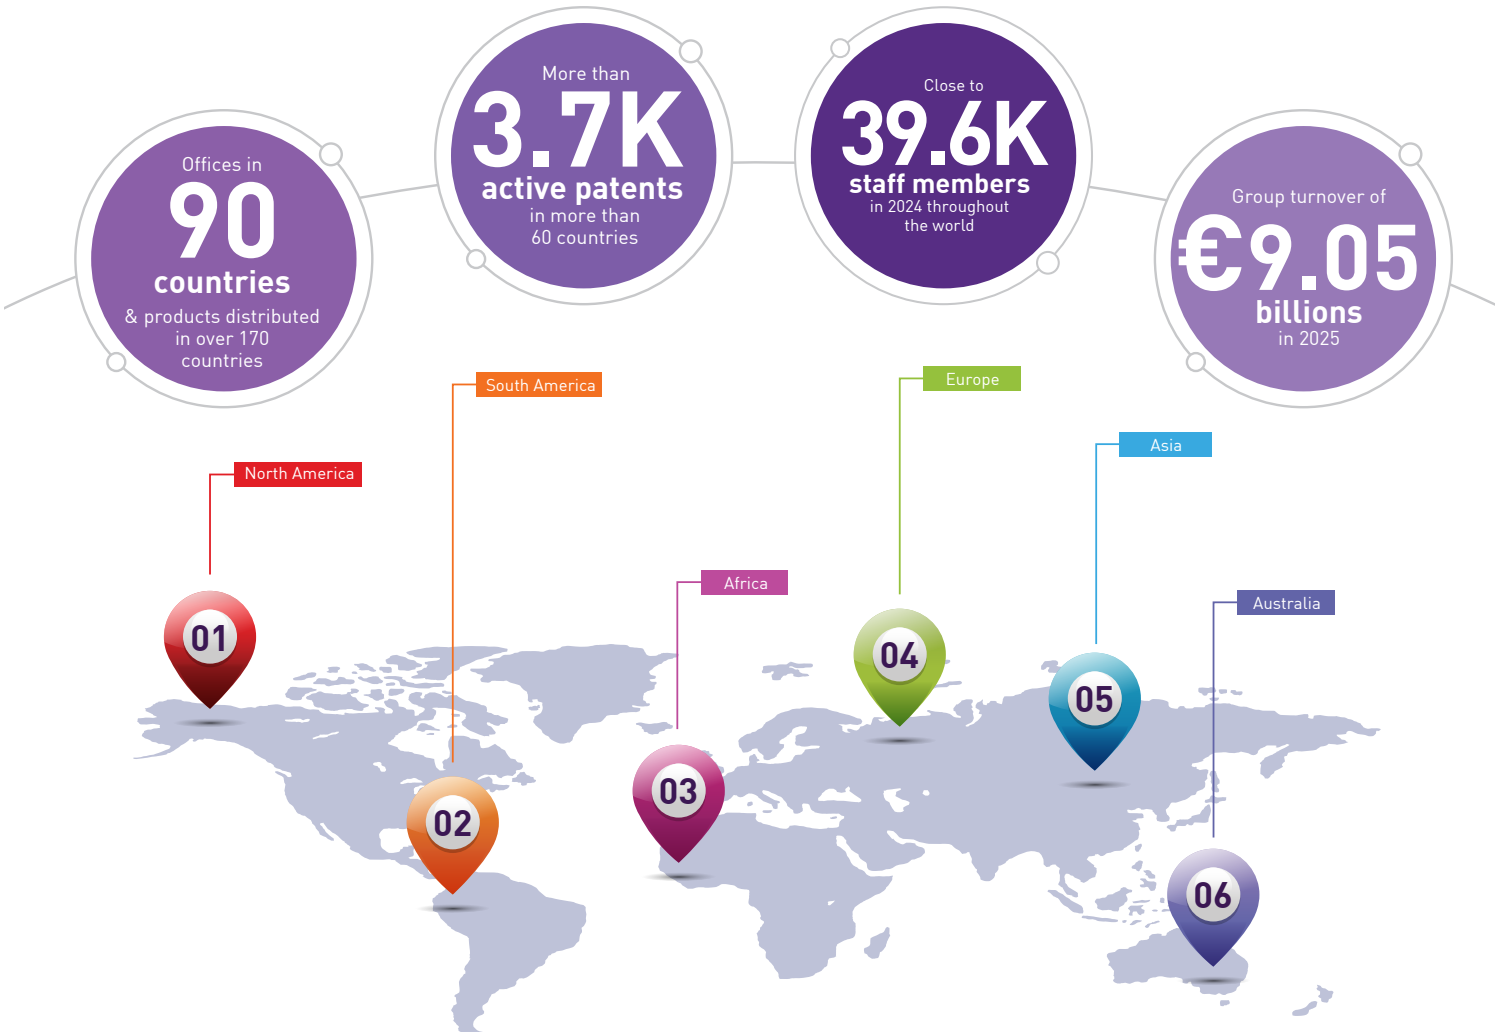 Offices in
90
countries
& products distributed
in over 170
countries
More than
3.7K
active patents
in more than
60 countries
Close to
39.6K
staff members
in 2024 throughout
the world
Group turnover of
€9.05
billions
in 2025
South America
Europe
Asia
North America
Africa
Australia
01
02
03
04
05
06